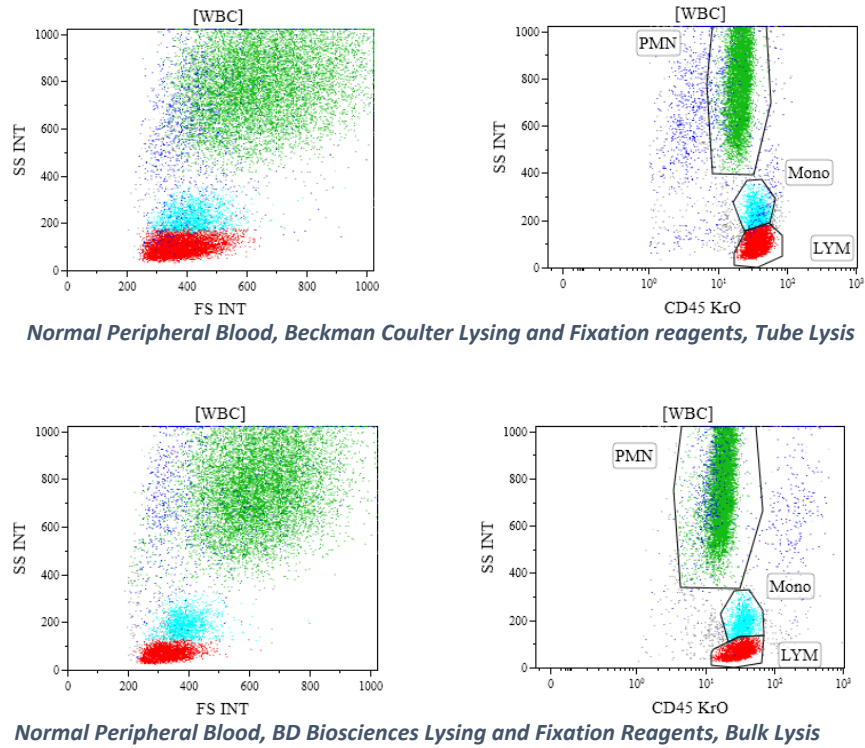 [WBC]
1000
800
600
400
200
0
SS INT
0 200 400 600 800 1000
FS INT
[WBC]
PMN
1000
800
600
400
200
0
SS INT
Mono
LYM
0 10⁰ 10¹ 10² 10³
CD45 KrO
Normal Peripheral Blood, Beckman Coulter Lysing and Fixation reagents, Tube Lysis
[WBC]
1000
800
600
400
200
0
SS INT
0 200 400 600 800 1000
FS INT
[WBC]
PMN
1000
800
600
400
200
0
SS INT
Mono
LYM
0 10⁰ 10¹ 10² 10³
CD45 KrO
Normal Peripheral Blood, BD Biosciences Lysing and Fixation Reagents, Bulk Lysis